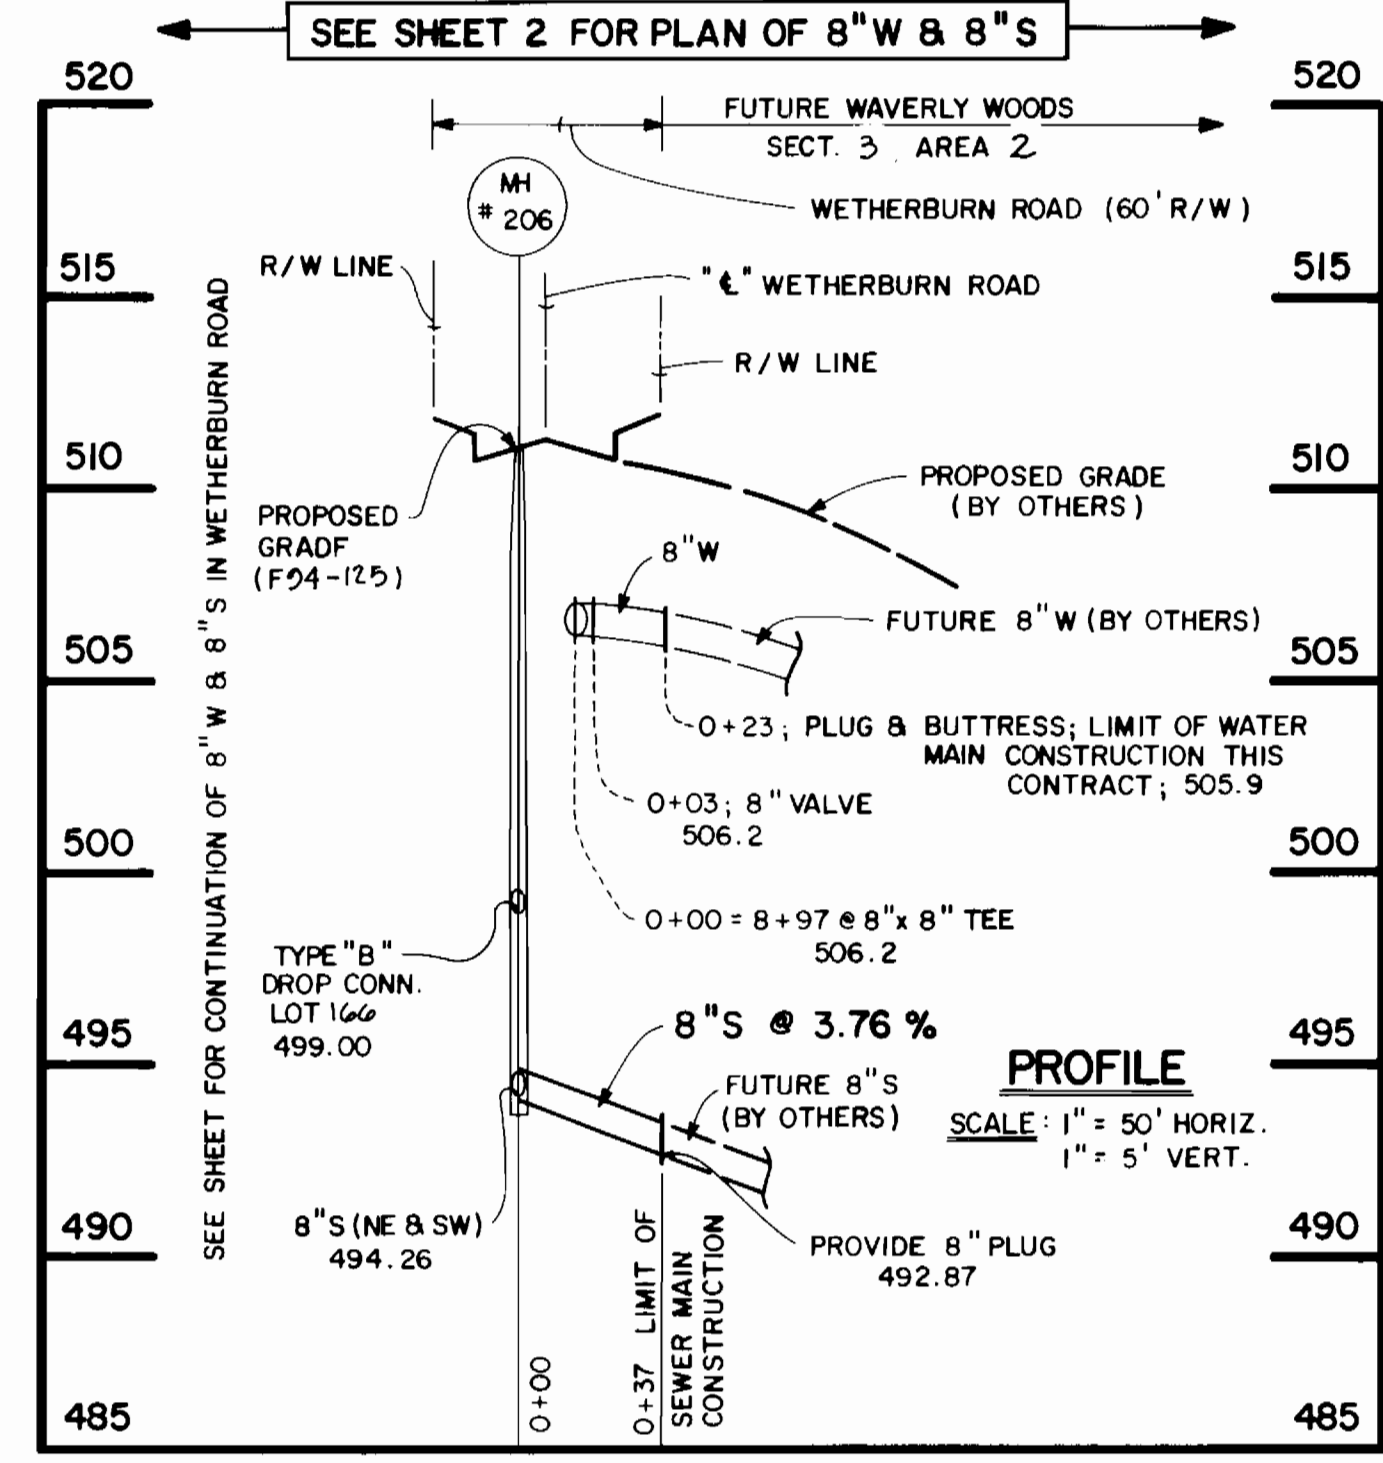 SEE SHEET 2 FOR PLAN OF 8"W & 8"S
520
520
FUTURE WAVERLY WOODS
SECT. 3 AREA 2
MH
# 206
WETHERBURN ROAD (60' R/W)
515
515
R/W LINE
"℄" WETHERBURN ROAD
R/W LINE
510
510
PROPOSED GRADE
(BY OTHERS)
PROPOSED
GRADE
(F94-125)
8"W
FUTURE 8"W (BY OTHERS)
505
505
0+23; PLUG & BUTTRESS; LIMIT OF WATER
MAIN CONSTRUCTION THIS
CONTRACT; 505.9
0+03; 8" VALVE
506.2
500
500
0+00 = 8+97 @ 8"x 8" TEE
506.2
TYPE "B"
DROP CONN.
LOT 166
499.00
SEE SHEET FOR CONTINUATION OF 8"W & 8"S IN WETHERBURN ROAD
8"S @ 3.76 %
495
495
PROFILE
SCALE: 1" = 50' HORIZ.
1" = 5' VERT.
FUTURE 8"S
(BY OTHERS)
490
490
8"S (NE & SW)
494.26
PROVIDE 8" PLUG
492.87
0+00
0+37 LIMIT OF
SEWER MAIN
CONSTRUCTION
485
485